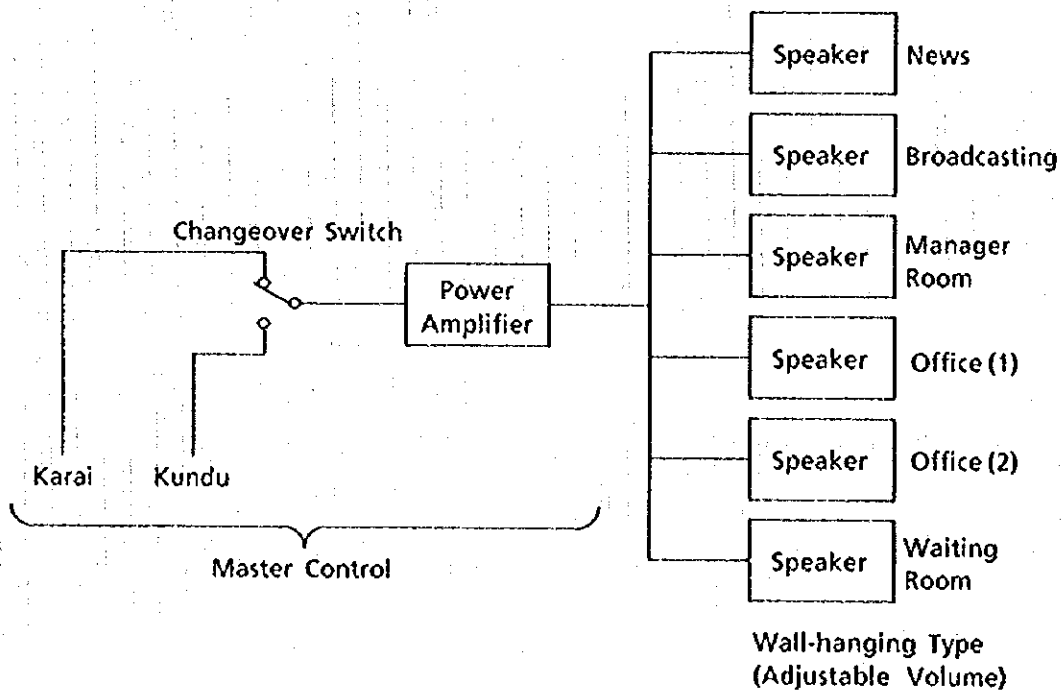 Speaker News
Speaker Broadcasting
Changeover Switch
Speaker Manager
Room
Power
Amplifier
Speaker Office (1)
Speaker Office (2)
Karai Kundu
Speaker Waiting
Room
Master Control
Wall-hanging Type
(Adjustable Volume)